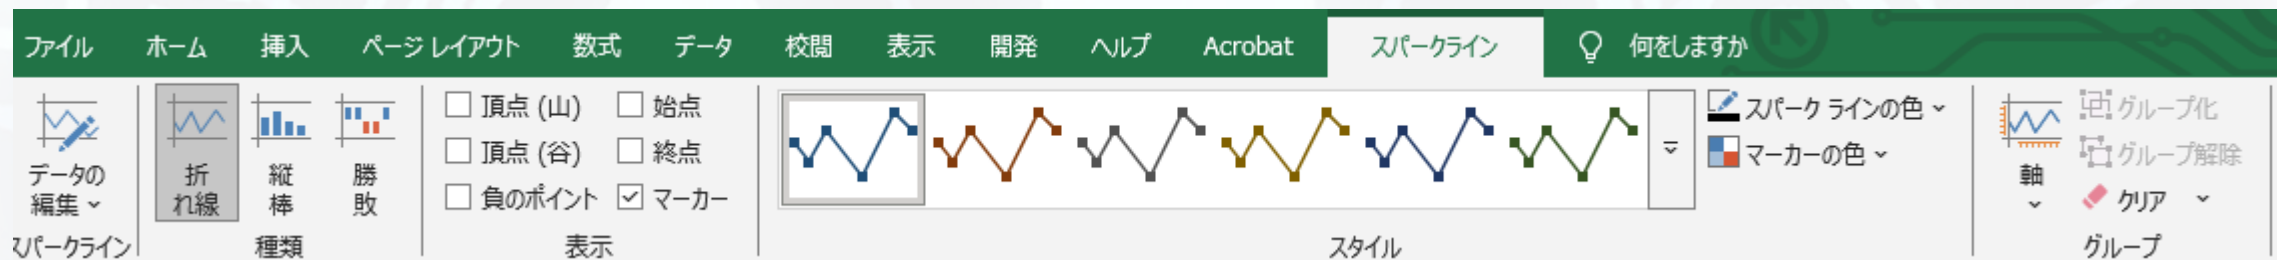 ファイル ホーム 挿入 ページ レイアウト 数式 データ 校閲 表示 開発 ヘルプ Acrobat スパークライン 何をしますか
データの
編集
スパークライン
折
れ線
縦
棒
勝
敗
種類
頂点 (山)
始点
頂点 (谷)
終点
負のポイント
マーカー
表示
スタイル
スパーク ラインの色
マーカーの色
軸
グループ化
グループ解除
クリア
グループ